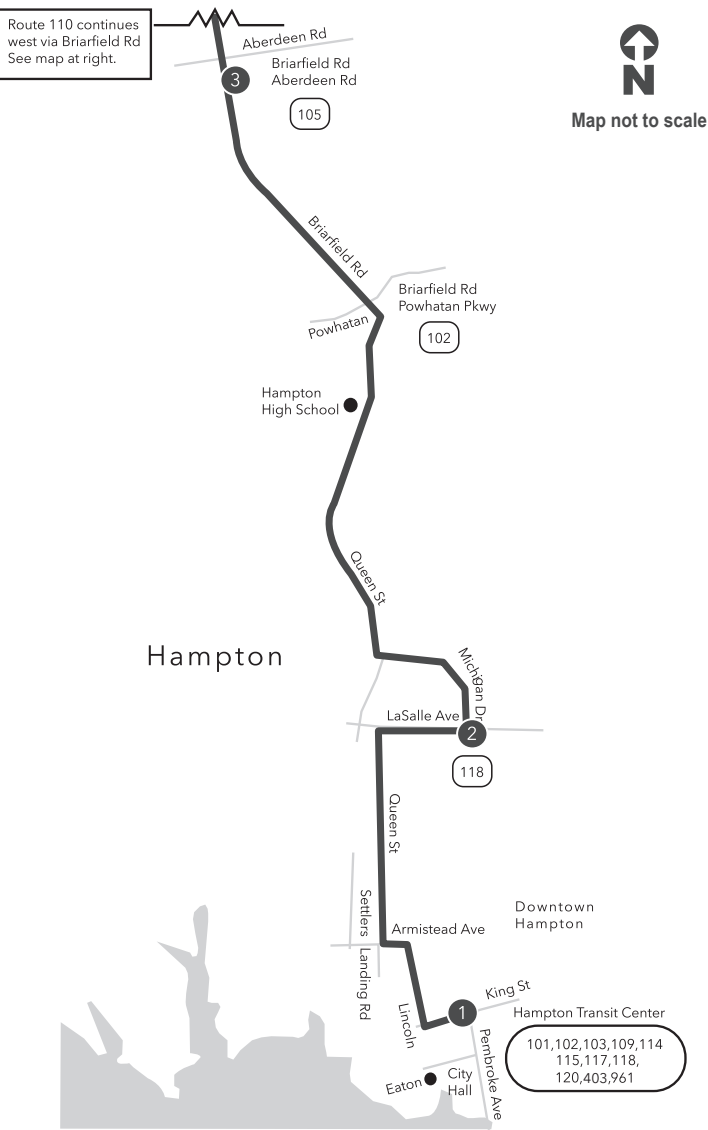 Route 110 continues
west via Briarfield Rd
See map at right.
Aberdeen Rd
3
Briarfield Rd
Aberdeen Rd
105
N
Map not to scale
Briarfield Rd
Briarfield Rd
Powhatan Pkwy
Powhatan
102
Hampton
High School
Queen St
Hampton
Michigan Dr
LaSalle Ave
2
118
Queen St
Settlers
Landing Rd
Armistead Ave
Downtown
Hampton
Lincoln
1
King St
Hampton Transit Center
101,102,103,109,114
115,117,118,
120,403,961
Pembroke Ave
Eaton
City
Hall